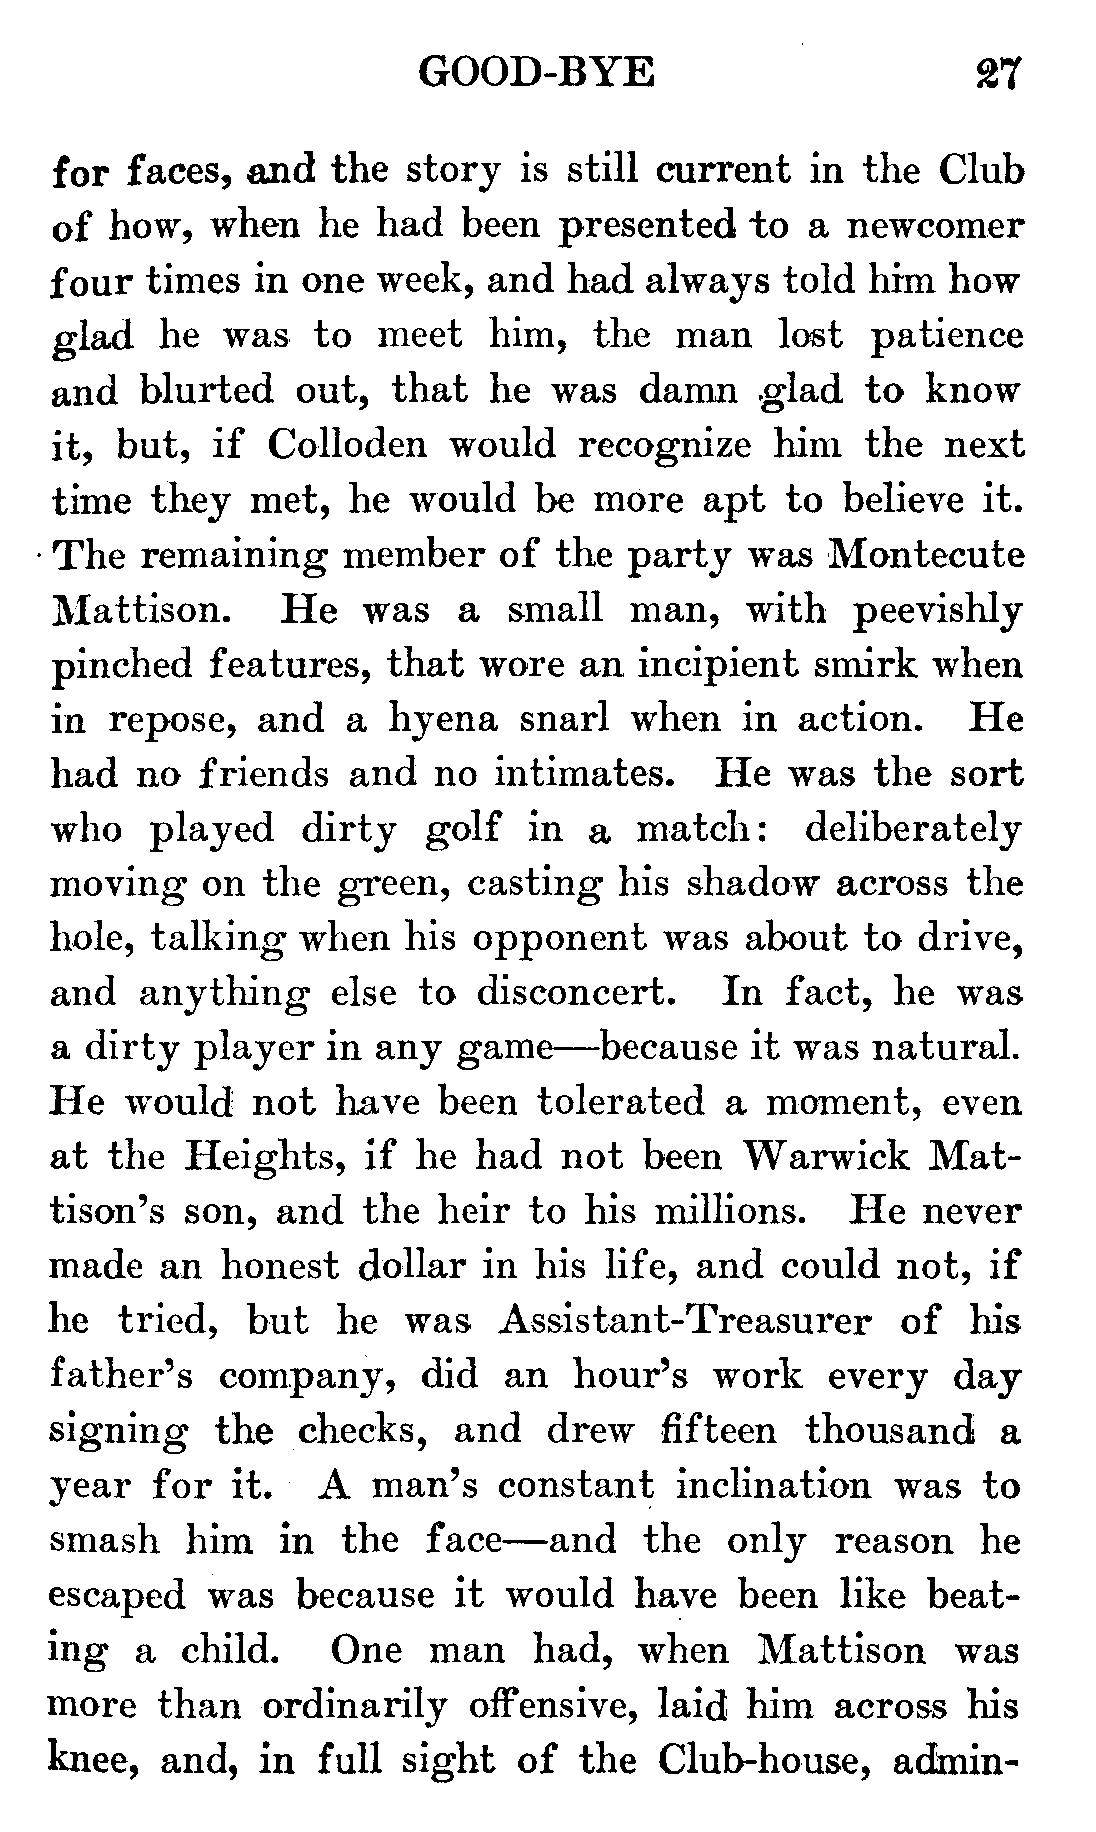 GOOD-BYE 27
for faces, and the story is still current in the Club
of how, when he had been presented to a newcomer
four times in one week, and had always told him how
glad he was to meet him, the man lost patience
and blurted out, that he was damn glad to know
it, but, if Colloden would recognize him the next
time they met, he would be more apt to believe it.
The remaining member of the party was Montecute
Mattison. He was a small man, with peevishly
pinched features, that wore an incipient smirk when
in repose, and a hyena snarl when in action. He
had no friends and no intimates. He was the sort
who played dirty golf in a match: deliberately
moving on the green, casting his shadow across the
hole, talking when his opponent was about to drive,
and anything else to disconcert. In fact, he was
a dirty player in any game—because it was natural.
He would not have been tolerated a moment, even
at the Heights, if he had not been Warwick Mat-
tison's son, and the heir to his millions. He never
made an honest dollar in his life, and could not, if
he tried, but he was Assistant-Treasurer of his
father's company, did an hour's work every day
signing the checks, and drew fifteen thousand a
year for it. A man's constant inclination was to
smash him in the face—and the only reason he
escaped was because it would have been like beat-
ing a child. One man had, when Mattison was
more than ordinarily offensive, laid him across his
knee, and, in full sight of the Club-house, admin-